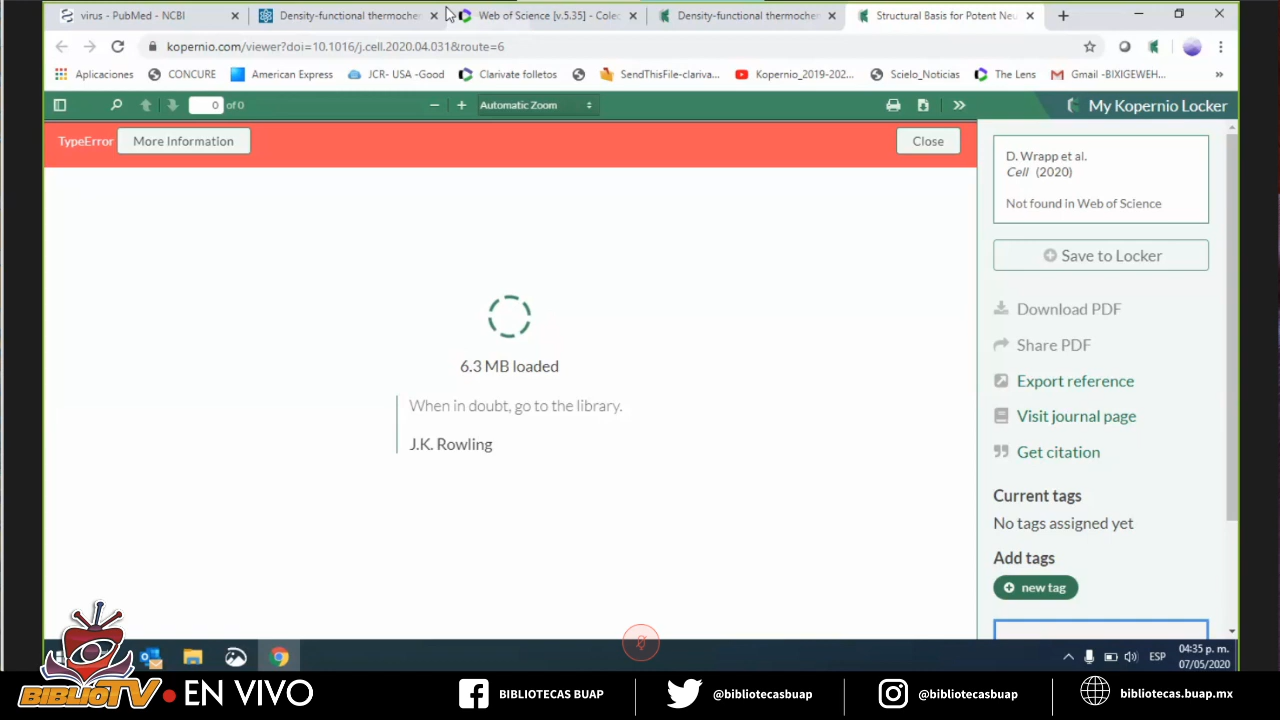 virus - PubMed - NCBI
Density-functional thermoche
Web of Science [v.5.35] - Colec
Density-functional thermoche
Structural Basis for Potent Neu
kopernio.com/viewer?doi=10.1016/j.cell.2020.04.031&route=6
Aplicaciones
CONCURE
American Express
JCR- USA -Good
Clarivate folletos
SendThisFile-clariva...
Kopernio_2019-202...
Scielo_Noticias
The Lens
Gmail -BIXIGEWEH...
»
0 of 0
Automatic Zoom
My Kopernio Locker
TypeError
More Information
Close
D. Wrapp et al.
Cell (2020)
Not found in Web of Science
Save to Locker
6.3 MB loaded
When in doubt, go to the library.
J.K. Rowling
Download PDF
Share PDF
Export reference
Visit journal page
Get citation
Current tags
No tags assigned yet
Add tags
new tag
ESP
04:35 p. m.
07/05/2020
BIBLIOTV
EN VIVO
BIBLIOTECAS BUAP
@bibliotecasbuap
@bibliotecasbuap
bibliotecas.buap.mx